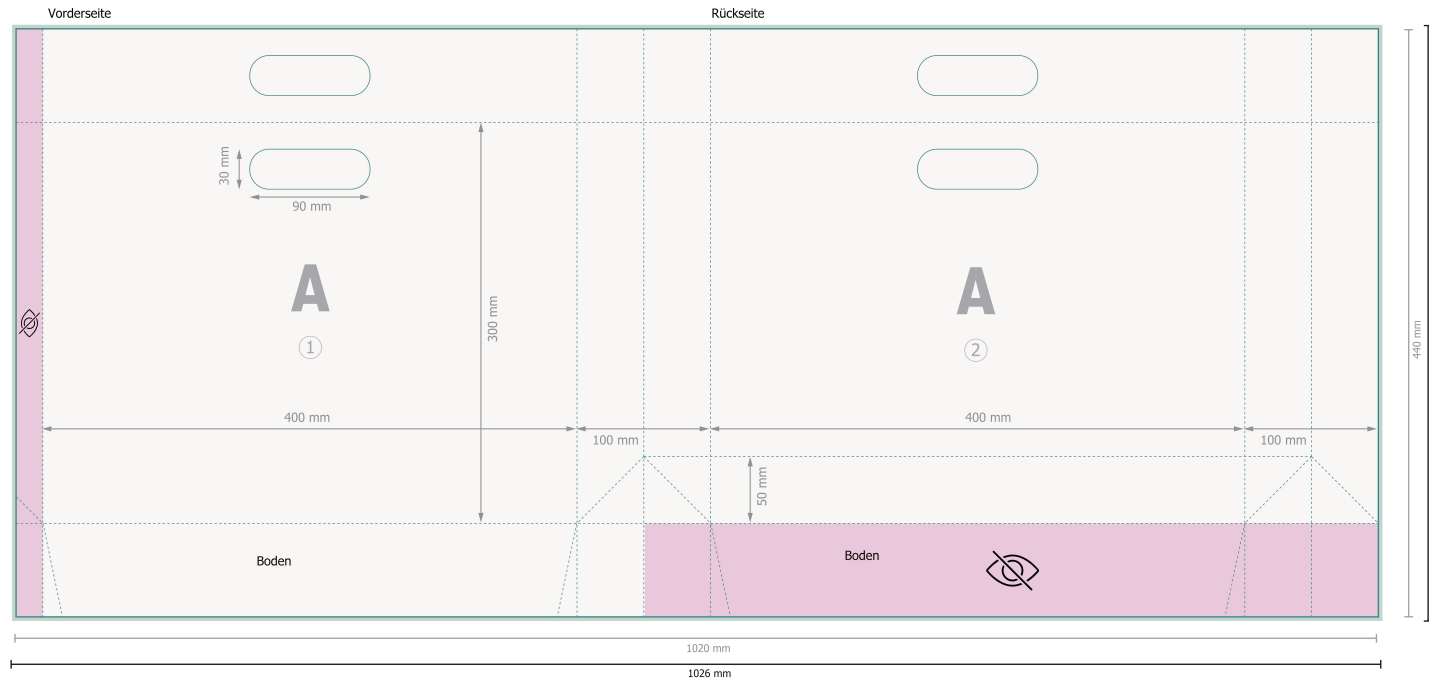 Vorderseite
Rückseite
30 mm
90 mm
A
A
1
2
300 mm
440 mm
400 mm
100 mm
400 mm
100 mm
50 mm
Boden
Boden
1020 mm
1026 mm